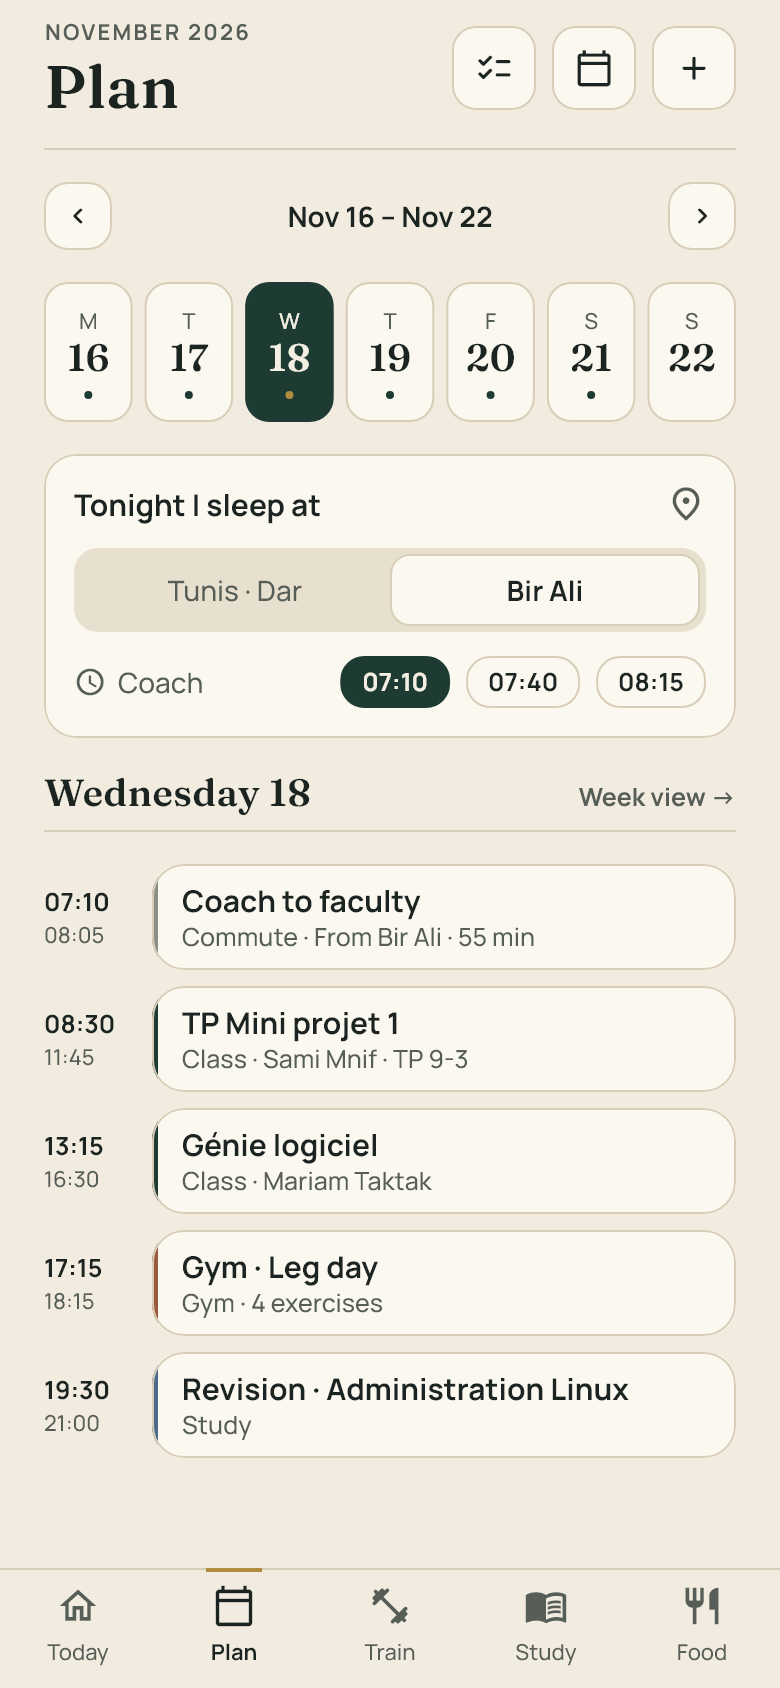 NOVEMBER 2026
Plan
Nov 16 – Nov 22
M T W T F S S
16 17 18 19 20 21 22
Tonight I sleep at
Tunis · Dar Bir Ali
Coach 07:10 07:40 08:15
Wednesday 18 Week view →
07:10 Coach to faculty
08:05 Commute · From Bir Ali · 55 min
08:30 TP Mini projet 1
11:45 Class · Sami Mnif · TP 9-3
13:15 Génie logiciel
16:30 Class · Mariam Taktak
17:15 Gym · Leg day
18:15 Gym · 4 exercises
19:30 Revision · Administration Linux
21:00 Study
Today Plan Train Study Food